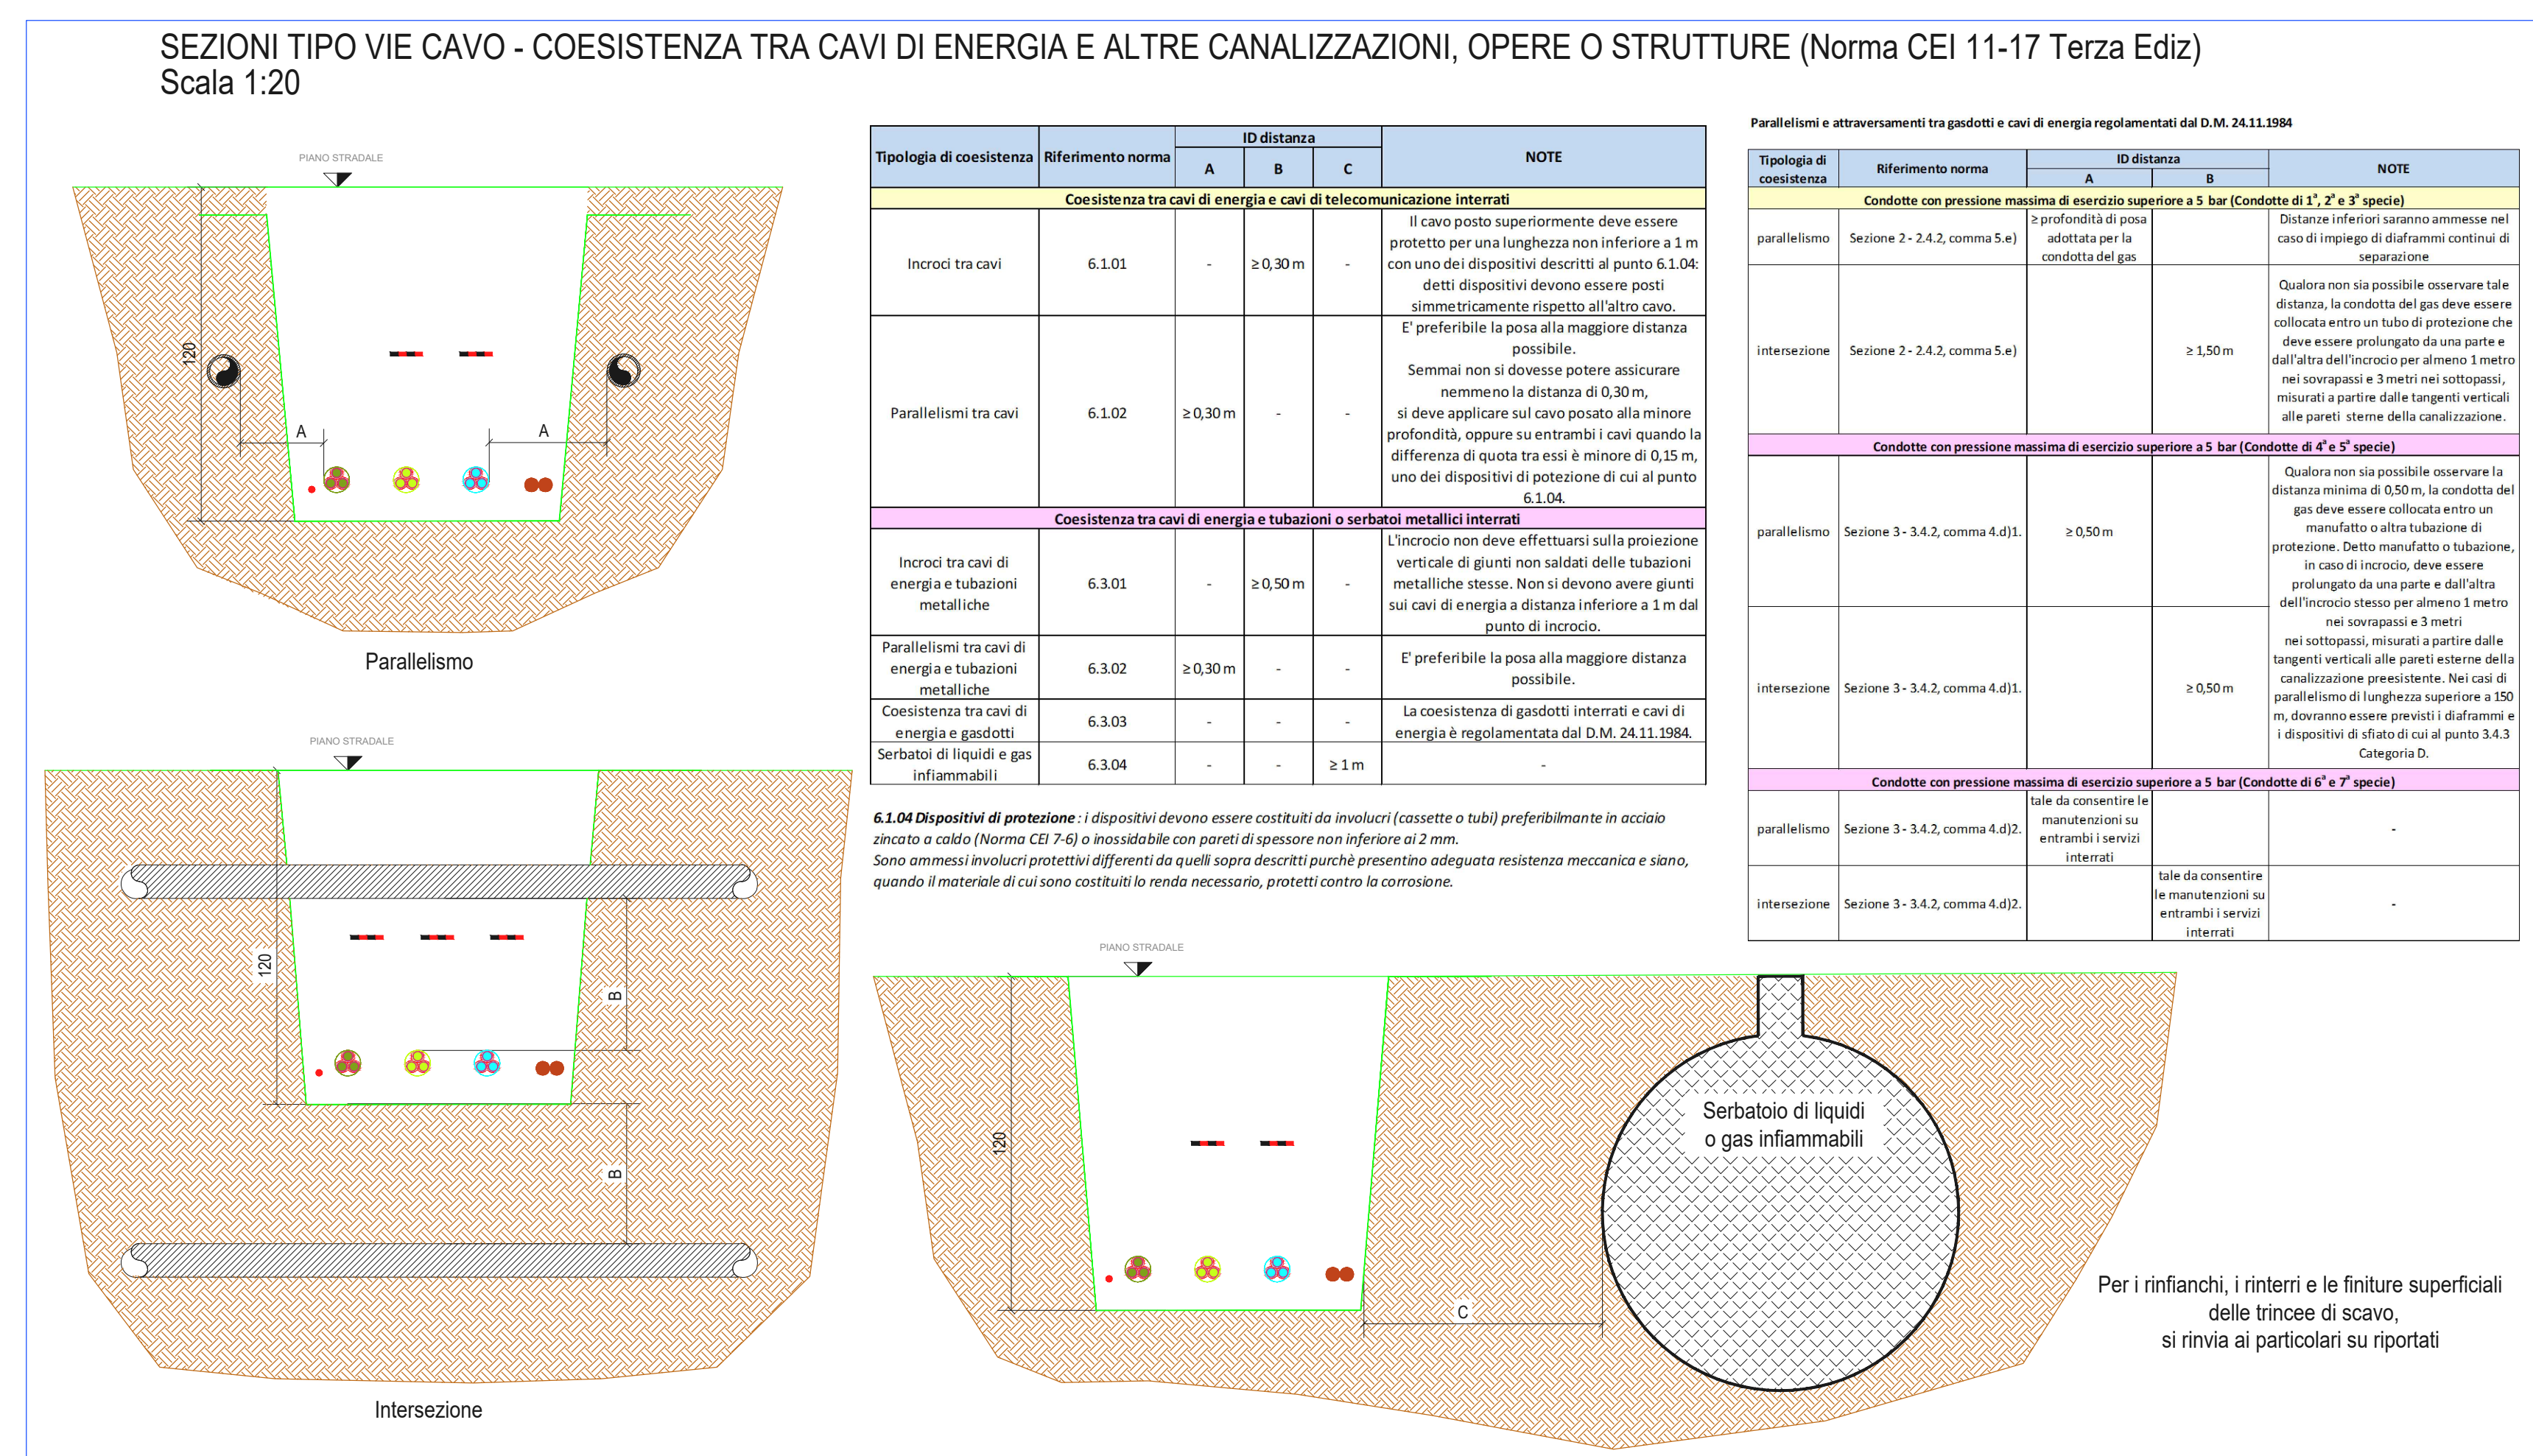 SEZIONI TIPO VIE CAVO - COESISTENZA TRA CAVI DI ENERGIA E ALTRE CANALIZZAZIONI, OPERE O STRUTTURE (Norma CEI 11-17 Terza Ediz)
Scala 1:20
PIANO STRADALE
120
A
A
Parallelismo
PIANO STRADALE
120
B
B
Intersezione
Tipologia di coesistenza
Riferimento norma
ID distanza
A
B
C
NOTE
Coesistenza tra cavi di energia e cavi di telecomunicazione interrati
Incroci tra cavi
6.1.01
-
≥ 0,30 m
-
Il cavo posto superiormente deve essere
protetto per una lunghezza non inferiore a 1 m
con uno dei dispositivi descritti al punto 6.1.04:
detti dispositivi devono essere posti
simmetricamente rispetto all'altro cavo.
Parallelismi tra cavi
6.1.02
≥ 0,30 m
-
-
E' preferibile la posa alla maggiore distanza
possibile.
Semmai non si dovesse potere assicurare
nemmeno la distanza di 0,30 m,
si deve applicare sul cavo posato alla minore
profondità, oppure su entrambi i cavi quando la
differenza di quota tra essi è minore di 0,15 m,
uno dei dispositivi di potezione di cui al punto
6.1.04.
Coesistenza tra cavi di energia e tubazioni o serbatoi metallici interrati
Incroci tra cavi di
energia e tubazioni
metalliche
6.3.01
-
≥ 0,50 m
-
L'incrocio non deve effettuarsi sulla proiezione
verticale di giunti non saldati delle tubazioni
metalliche stesse. Non si devono avere giunti
sui cavi di energia a distanza inferiore a 1 m dal
punto di incrocio.
Parallelismi tra cavi di
energia e tubazioni
metalliche
6.3.02
≥ 0,30 m
-
-
E' preferibile la posa alla maggiore distanza
possibile.
Coesistenza tra cavi di
energia e gasdotti
6.3.03
-
-
-
La coesistenza di gasdotti interrati e cavi di
energia è regolamentata dal D.M. 24.11.1984.
Serbatoi di liquidi e gas
infiammabili
6.3.04
-
-
≥ 1 m
-
6.1.04 Dispositivi di protezione : i dispositivi devono essere costituiti da involucri (cassette o tubi) preferibilmante in acciaio
zincato a caldo (Norma CEI 7-6) o inossidabile con pareti di spessore non inferiore ai 2 mm.
Sono ammessi involucri protettivi differenti da quelli sopra descritti purchè presentino adeguata resistenza meccanica e siano,
quando il materiale di cui sono costituiti lo renda necessario, protetti contro la corrosione.
Parallelismi e attraversamenti tra gasdotti e cavi di energia regolamentati dal D.M. 24.11.1984
Tipologia di
coesistenza
Riferimento norma
ID distanza
A
B
NOTE
Condotte con pressione massima di esercizio superiore a 5 bar (Condotte di 1ª, 2ª e 3ª specie)
parallelismo
Sezione 2 - 2.4.2, comma 5.e)
≥ profondità di posa
adottata per la
condotta del gas
Distanze inferiori saranno ammesse nel
caso di impiego di diaframmi continui di
separazione
intersezione
Sezione 2 - 2.4.2, comma 5.e)
≥ 1,50 m
Qualora non sia possibile osservare tale
distanza, la condotta del gas deve essere
collocata entro un tubo di protezione che
deve essere prolungato da una parte e
dall'altra dell'incrocio per almeno 1 metro
nei sovrapassi e 3 metri nei sottopassi,
misurati a partire dalle tangenti verticali
alle pareti sterne della canalizzazione.
Condotte con pressione massima di esercizio superiore a 5 bar (Condotte di 4ª e 5ª specie)
parallelismo
Sezione 3 - 3.4.2, comma 4.d)1.
≥ 0,50 m
Qualora non sia possibile osservare la
distanza minima di 0,50 m, la condotta del
gas deve essere collocata entro un
manufatto o altra tubazione di
protezione. Detto manufatto o tubazione,
in caso di incrocio, deve essere
prolungato da una parte e dall'altra
dell'incrocio stesso per almeno 1 metro
nei sovrapassi e 3 metri
nei sottopassi, misurati a partire dalle
tangenti verticali alle pareti esterne della
canalizzazione preesistente. Nei casi di
parallelismo di lunghezza superiore a 150
m, dovranno essere previsti i diaframmi e
i dispositivi di sfiato di cui al punto 3.4.3
Categoria D.
intersezione
Sezione 3 - 3.4.2, comma 4.d)1.
≥ 0,50 m
Condotte con pressione massima di esercizio superiore a 5 bar (Condotte di 6ª e 7ª specie)
parallelismo
Sezione 3 - 3.4.2, comma 4.d)2.
tale da consentire le
manutenzioni su
entrambi i servizi
interrati
-
intersezione
Sezione 3 - 3.4.2, comma 4.d)2.
tale da consentire
le manutenzioni su
entrambi i servizi
interrati
-
PIANO STRADALE
120
C
Serbatoio di liquidi
o gas infiammabili
Per i rinfianchi, i rinterri e le finiture superficiali
delle trincee di scavo,
si rinvia ai particolari su riportati